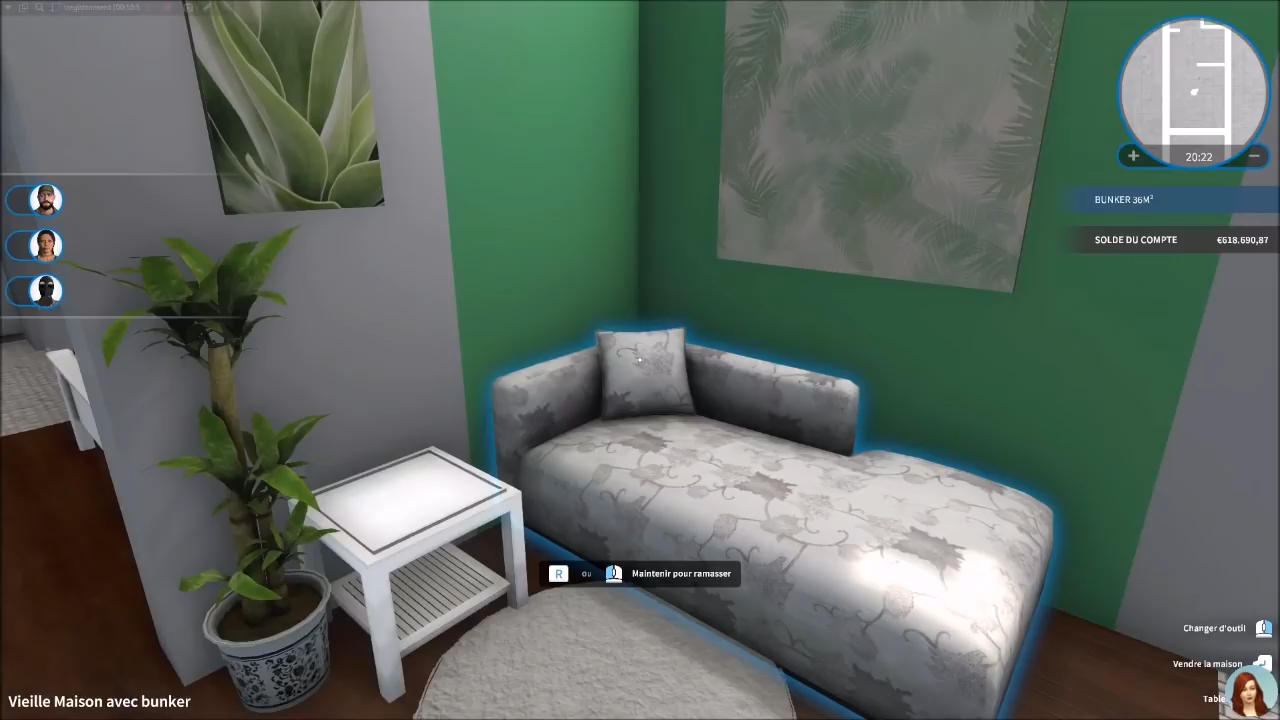 20:22
BUNKER 36M²
SOLDE DU COMPTE €618.690,87
R ou Maintenir pour ramasser
Changer d'outil
Vendre la maison
Table
Vieille Maison avec bunker